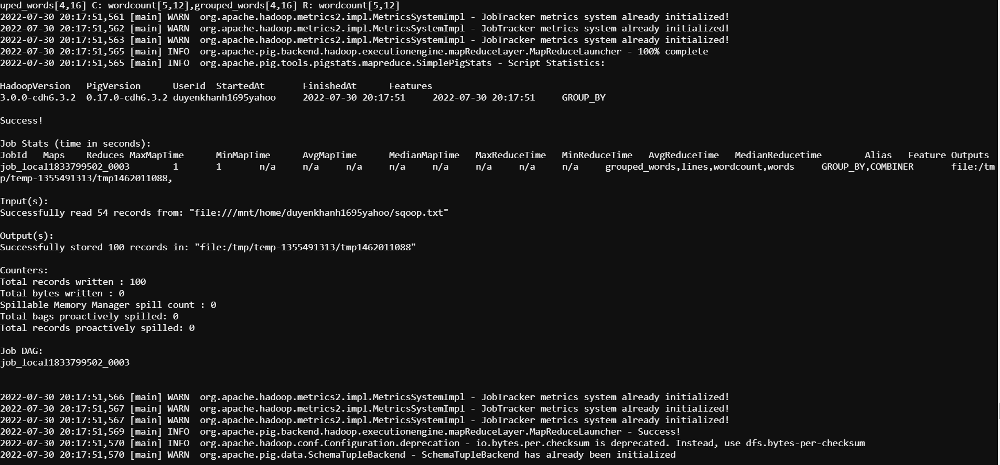 uped_words[4,16] C: wordcount[5,12],grouped_words[4,16] R: wordcount[5,12]
2022-07-30 20:17:51,561 [main] WARN  org.apache.hadoop.metrics2.impl.MetricsSystemImpl - JobTracker metrics system already initialized!
2022-07-30 20:17:51,562 [main] WARN  org.apache.hadoop.metrics2.impl.MetricsSystemImpl - JobTracker metrics system already initialized!
2022-07-30 20:17:51,563 [main] WARN  org.apache.hadoop.metrics2.impl.MetricsSystemImpl - JobTracker metrics system already initialized!
2022-07-30 20:17:51,565 [main] INFO  org.apache.pig.backend.hadoop.executionengine.mapReduceLayer.MapReduceLauncher - 100% complete
2022-07-30 20:17:51,565 [main] INFO  org.apache.pig.tools.pigstats.mapreduce.SimplePigStats - Script Statistics:
HadoopVersion   PigVersion      UserId  StartedAt       FinishedAt      Features
3.0.0-cdh6.3.2  0.17.0-cdh6.3.2 duyenkhanh1695yahoo     2022-07-30 20:17:51     2022-07-30 20:17:51     GROUP_BY
Success!
Job Stats (time in seconds):
JobId   Maps    Reduces MaxMapTime      MinMapTime      AvgMapTime      MedianMapTime   MaxReduceTime   MinReduceTime   AvgReduceTime   MedianReducetime        Alias   Feature Outputs
job_local1833799502_0003        1       1       n/a     n/a     n/a     n/a     n/a     n/a     n/a     n/a     grouped_words,lines,wordcount,words     GROUP_BY,COMBINER       file:/tm
p/temp-1355491313/tmp1462011088,
Input(s):
Successfully read 54 records from: "file:///mnt/home/duyenkhanh1695yahoo/sqoop.txt"
Output(s):
Successfully stored 100 records in: "file:/tmp/temp-1355491313/tmp1462011088"
Counters:
Total records written : 100
Total bytes written : 0
Spillable Memory Manager spill count : 0
Total bags proactively spilled: 0
Total records proactively spilled: 0
Job DAG:
job_local1833799502_0003
2022-07-30 20:17:51,566 [main] WARN  org.apache.hadoop.metrics2.impl.MetricsSystemImpl - JobTracker metrics system already initialized!
2022-07-30 20:17:51,567 [main] WARN  org.apache.hadoop.metrics2.impl.MetricsSystemImpl - JobTracker metrics system already initialized!
2022-07-30 20:17:51,567 [main] WARN  org.apache.hadoop.metrics2.impl.MetricsSystemImpl - JobTracker metrics system already initialized!
2022-07-30 20:17:51,569 [main] INFO  org.apache.pig.backend.hadoop.executionengine.mapReduceLayer.MapReduceLauncher - Success!
2022-07-30 20:17:51,570 [main] INFO  org.apache.hadoop.conf.Configuration.deprecation - io.bytes.per.checksum is deprecated. Instead, use dfs.bytes-per-checksum
2022-07-30 20:17:51,570 [main] WARN  org.apache.pig.data.SchemaTupleBackend - SchemaTupleBackend has already been initialized